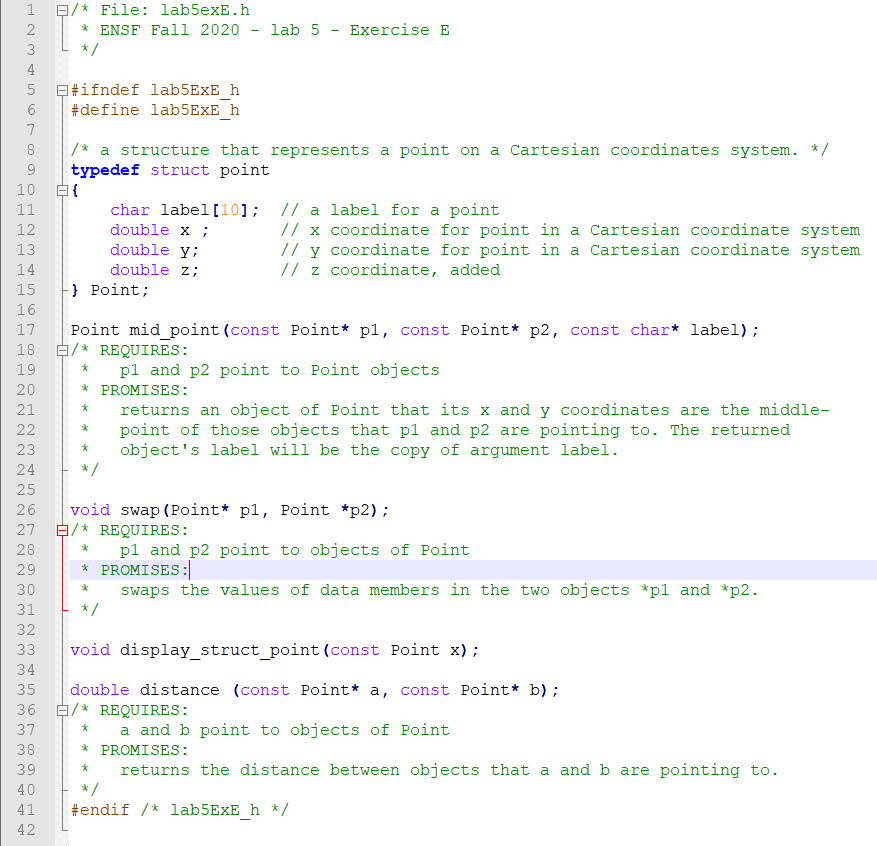 1 /* File: lab5exE.h
2  * ENSF Fall 2020 - lab 5 - Exercise E
3  */
4
5 #ifndef lab5ExE_h
6 #define lab5ExE_h
7
8 /* a structure that represents a point on a Cartesian coordinates system. */
9 typedef struct point
10 {
11     char label[10];  // a label for a point
12     double x ;       // x coordinate for point in a Cartesian coordinate system
13     double y;        // y coordinate for point in a Cartesian coordinate system
14     double z;        // z coordinate, added
15 } Point;
16
17 Point mid_point(const Point* p1, const Point* p2, const char* label);
18 /* REQUIRES:
19  *   p1 and p2 point to Point objects
20  * PROMISES:
21  *   returns an object of Point that its x and y coordinates are the middle-
22  *   point of those objects that p1 and p2 are pointing to. The returned
23  *   object's label will be the copy of argument label.
24  */
25
26 void swap(Point* p1, Point *p2);
27 /* REQUIRES:
28  *   p1 and p2 point to objects of Point
29  * PROMISES:
30  *   swaps the values of data members in the two objects *p1 and *p2.
31  */
32
33 void display_struct_point(const Point x);
34
35 double distance (const Point* a, const Point* b);
36 /* REQUIRES:
37  *   a and b point to objects of Point
38  * PROMISES:
39  *   returns the distance between objects that a and b are pointing to.
40  */
41 #endif /* lab5ExE_h */
42